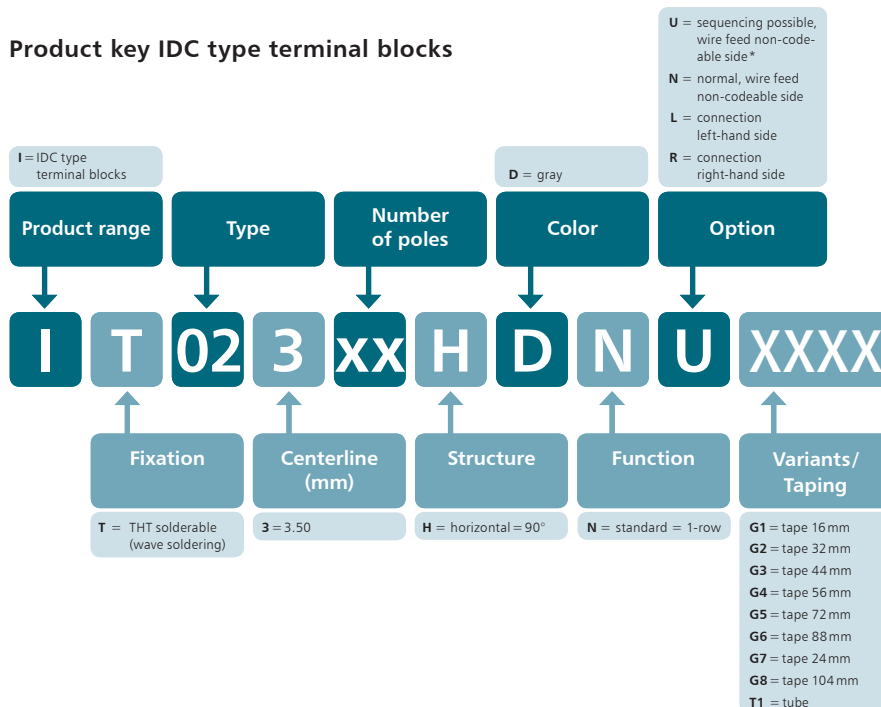 Product key IDC type terminal blocks
U = sequencing possible,
wire feed non-code-
able side*
N = normal, wire feed
non-codeable side
L = connection
left-hand side
R = connection
right-hand side
I = IDC type
terminal blocks
D = gray
Product range
Type
Number
of poles
Color
Option
I T 02 3 xx H D N U XXXX
Fixation
Centerline
(mm)
Structure
Function
Variants/
Taping
T = THT solderable
(wave soldering)
3 = 3.50
H = horizontal = 90°
N = standard = 1-row
G1 = tape 16 mm
G2 = tape 32 mm
G3 = tape 44 mm
G4 = tape 56 mm
G5 = tape 72 mm
G6 = tape 88 mm
G7 = tape 24 mm
G8 = tape 104 mm
T1 = tube